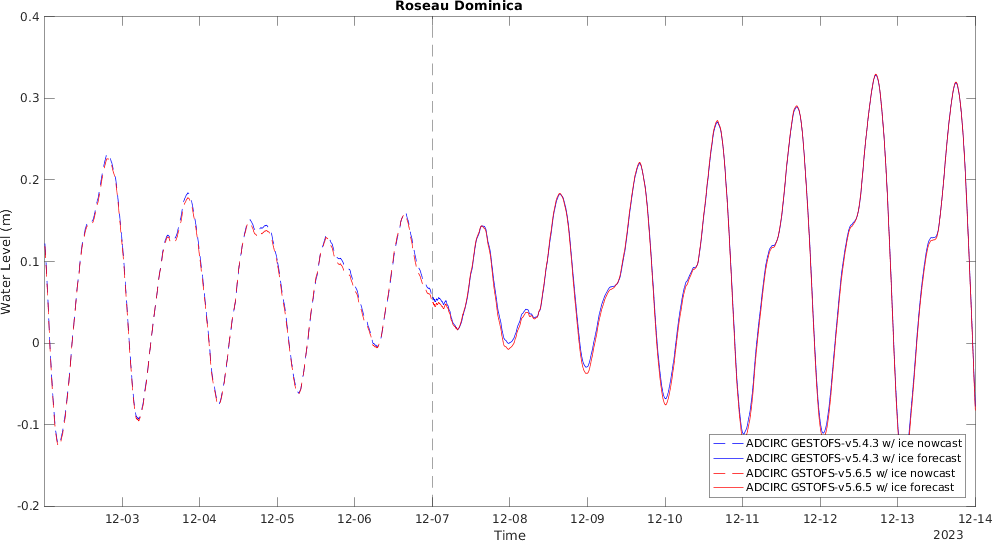 Roseau Dominica
0.4
0.3
0.2
0.1
0
-0.1
-0.2
Water Level (m)
ADCIRC GESTOFS-v5.4.3 w/ ice nowcast
ADCIRC GESTOFS-v5.4.3 w/ ice forecast
ADCIRC GSTOFS-v5.6.5 w/ ice nowcast
ADCIRC GSTOFS-v5.6.5 w/ ice forecast
12-03 12-04 12-05 12-06 12-07 12-08 12-09 12-10 12-11 12-12 12-13 12-14
Time
2023